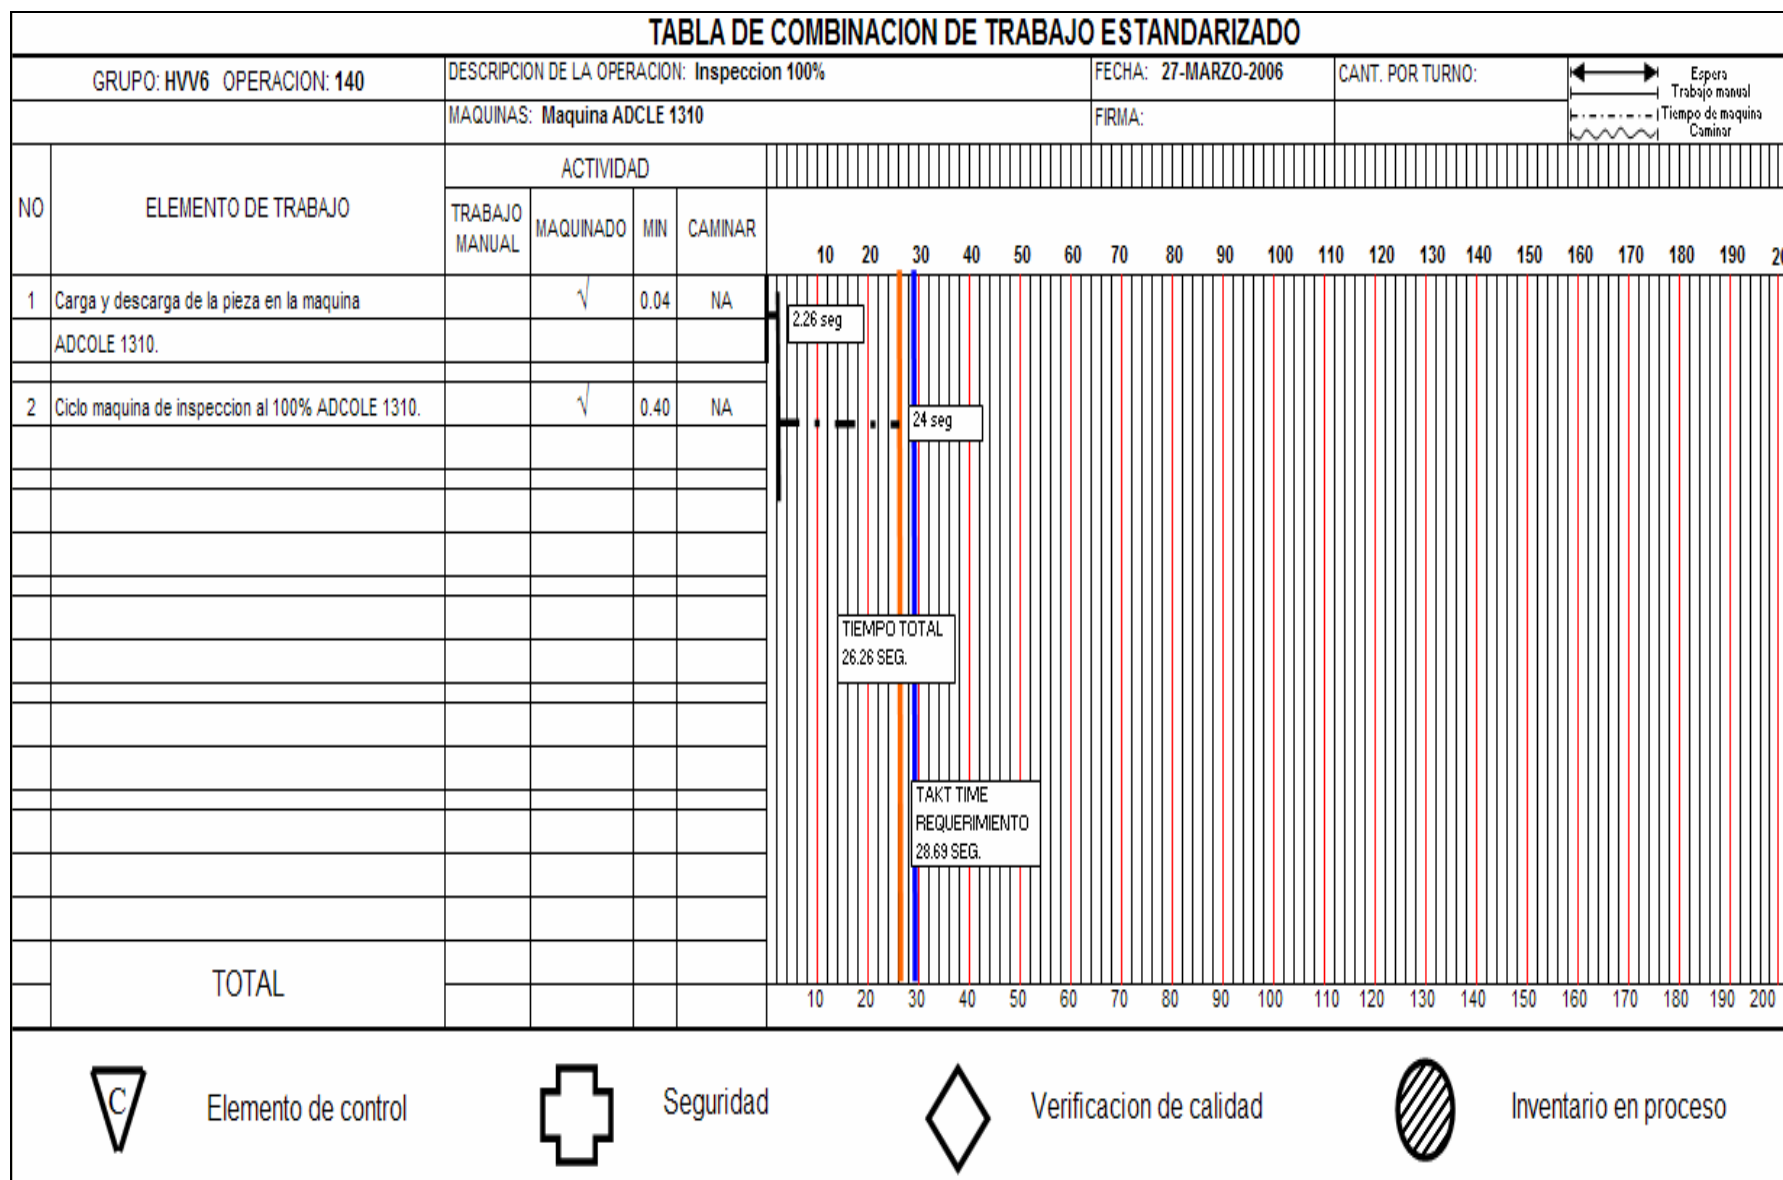 TABLA DE COMBINACION DE TRABAJO ESTANDARIZADO
GRUPO: HVV6 OPERACION: 140
DESCRIPCION DE LA OPERACION: Inspeccion 100%
FECHA: 27-MARZO-2006
CANT. POR TURNO:
Espera
Trabajo manual
Tiempo de maquina
Caminar
MAQUINAS: Maquina ADCLE 1310
FIRMA:
NO
ELEMENTO DE TRABAJO
ACTIVIDAD
TRABAJO
MANUAL
MAQUINADO
MIN
CAMINAR
10 20 30 40 50 60 70 80 90 100 110 120 130 140 150 160 170 180 190 20
1 Carga y descarga de la pieza en la maquina √ 0.04 NA
ADCOLE 1310.
2.26 seg
2 Ciclo maquina de inspeccion al 100% ADCOLE 1310. √ 0.40 NA
24 seg
TIEMPO TOTAL
26.26 SEG.
TAKT TIME
REQUERIMIENTO
28.69 SEG.
TOTAL
10 20 30 40 50 60 70 80 90 100 110 120 130 140 150 160 170 180 190 200
C Elemento de control
Seguridad
Verificacion de calidad
Inventario en proceso